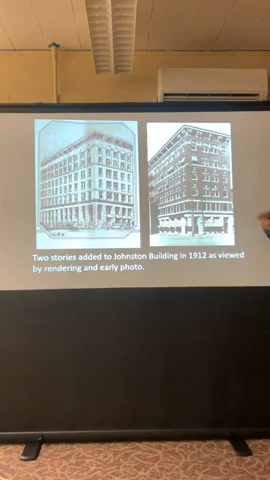 Two stories added to Johnston Building in 1912 as viewed
by rendering and early photo.